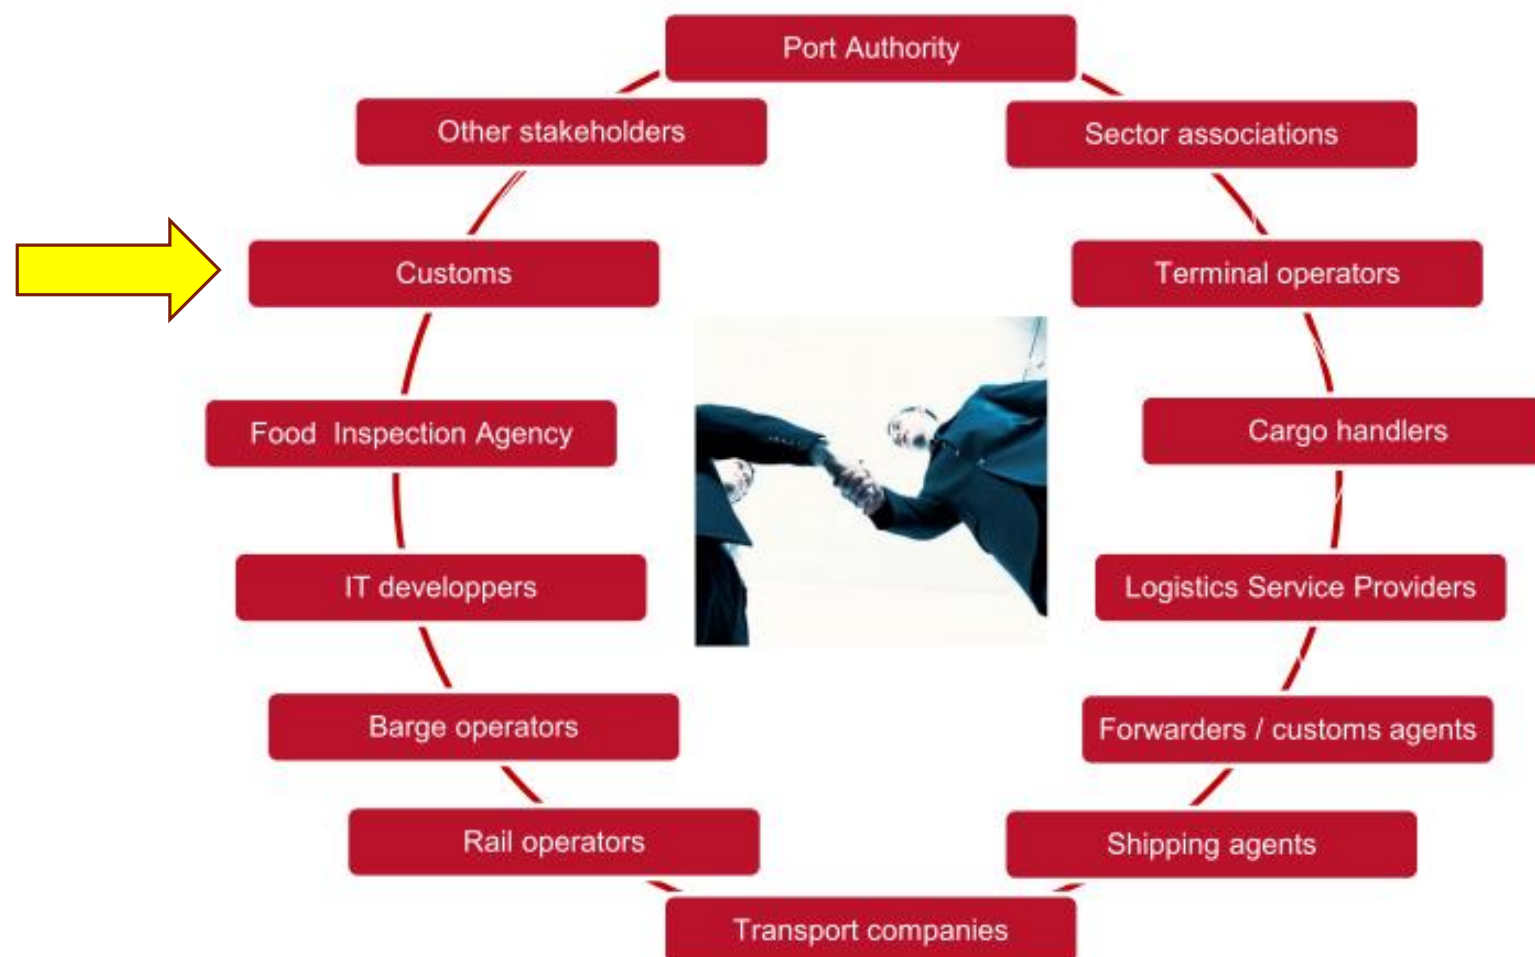 Port Authority
Other stakeholders
Sector associations
Customs
Terminal operators
Food  Inspection Agency
Cargo handlers
IT developpers
Logistics Service Providers
Barge operators
Forwarders / customs agents
Rail operators
Shipping agents
Transport companies